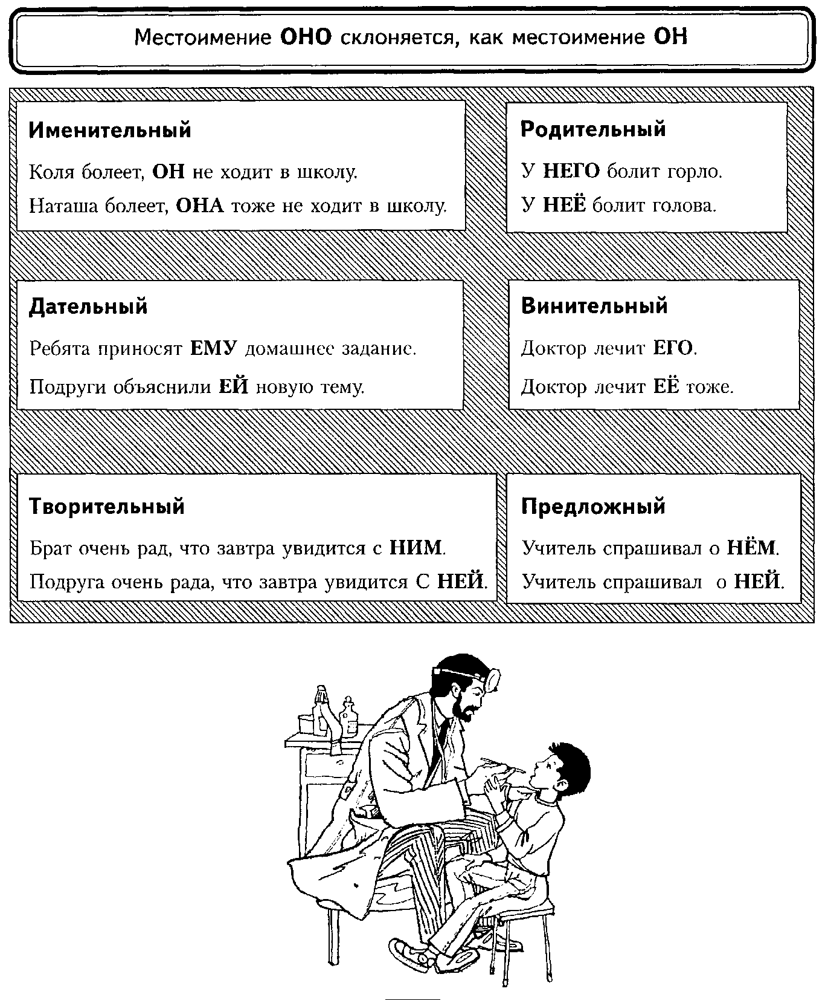 Местоимение ОНО склоняется, как местоимение ОН
Именительный
Коля болеет, ОН не ходит в школу.
Наташа болеет, ОНА тоже не ходит в школу.
Родительный
У НЕГО болит горло.
У НЕЁ болит голова.
Дательный
Ребята приносят ЕМУ домашнее задание.
Подруги объяснили ЕЙ новую тему.
Винительный
Доктор лечит ЕГО.
Доктор лечит ЕЁ тоже.
Творительный
Брат очень рад, что завтра увидится с НИМ.
Подруга очень рада, что завтра увидится С НЕЙ.
Предложный
Учитель спрашивал о НЁМ.
Учитель спрашивал о НЕЙ.